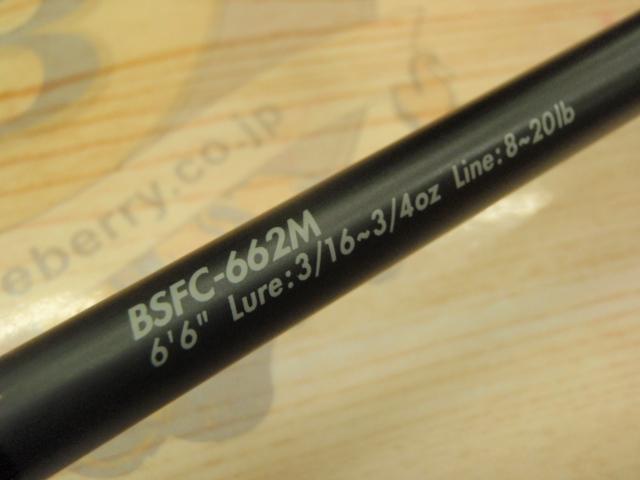 BSFC-662M
6'6" Lure:3/16~3/4oz Line:8~20lb
eberry.co.jp